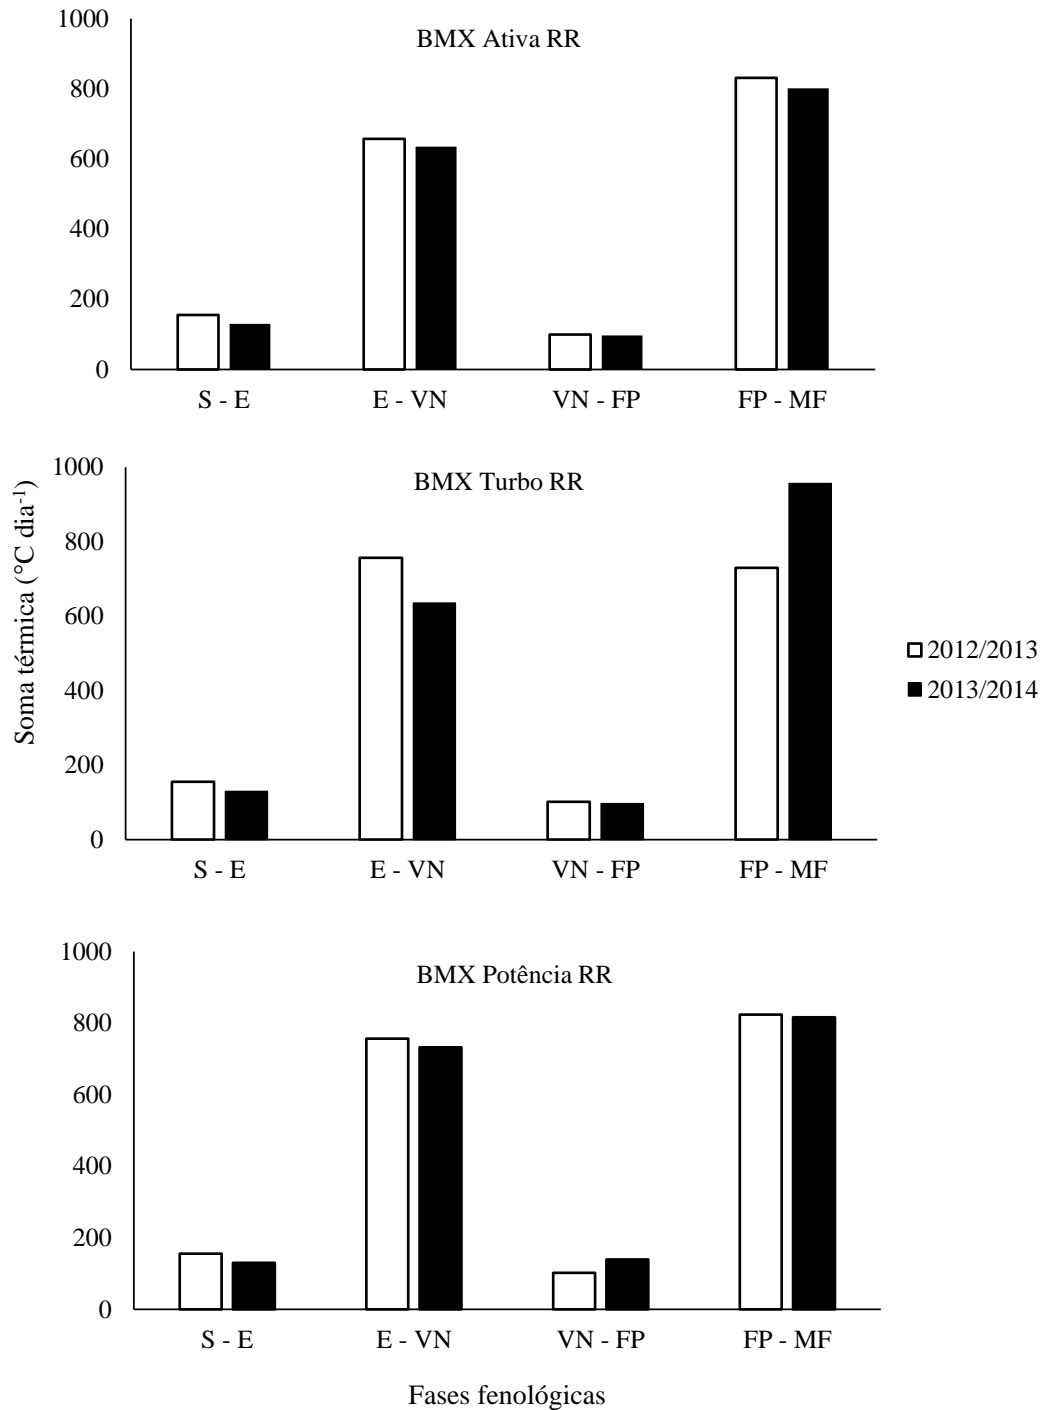 BMX Ativa RR
1000
800
600
400
200
0
S - E E - VN VN - FP FP - MF
BMX Turbo RR
1000
800
600
400
200
0
S - E E - VN VN - FP FP - MF
Soma térmica (°C dia⁻¹)
2012/2013
2013/2014
BMX Potência RR
1000
800
600
400
200
0
S - E E - VN VN - FP FP - MF
Fases fenológicas